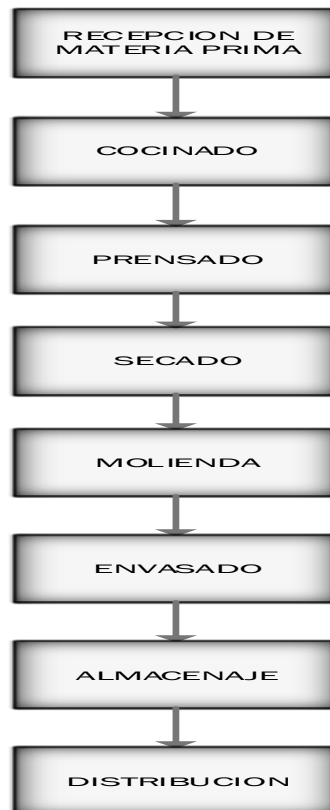 RECEPCION DE
MATERIA PRIMA
COCINADO
PRENSADO
SECADO
MOLIENDA
ENVASADO
ALMACENAJE
DISTRIBUCION